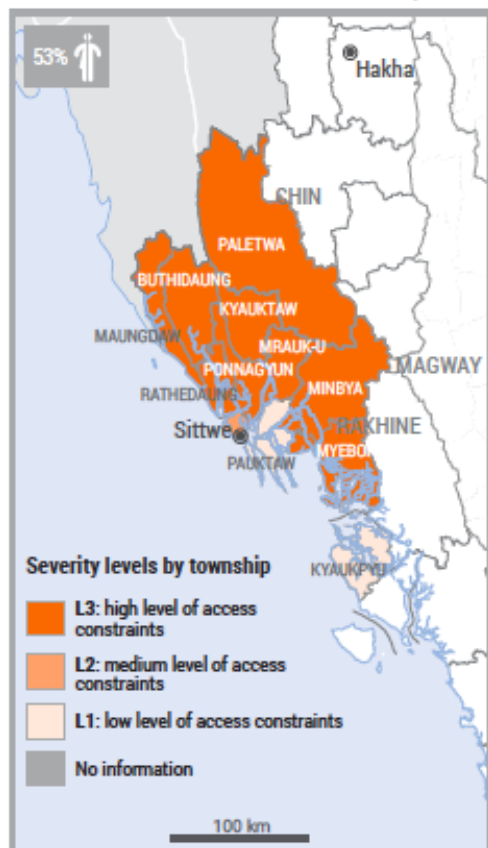 53%
Hakha
CHIN
PALETWA
BUTHIDAUNG
KYAUKTAW
MAUNGDAW
MRAUK-U
MAGWAY
PONNAGYUN
RATHEDAUNG
MINBYA
RAKHINE
Sittwe
MYEBON
PAUKTAW
KYAUKPYU
Severity levels by township
L3: high level of access
constraints
L2: medium level of access
constraints
L1: low level of access constraints
No information
100 km